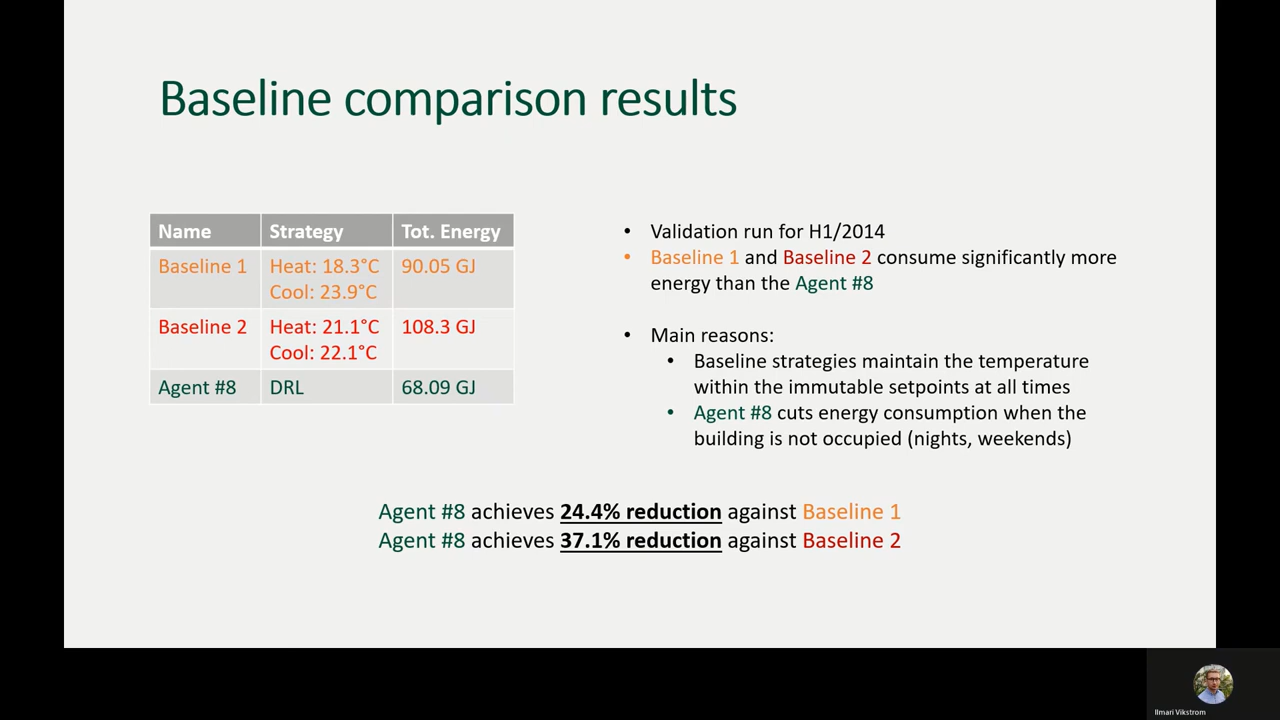 Baseline comparison results
Name Strategy Tot. Energy
Baseline 1 Heat: 18.3°C 90.05 GJ
Cool: 23.9°C
Baseline 2 Heat: 21.1°C 108.3 GJ
Cool: 22.1°C
Agent #8 DRL 68.09 GJ
• Validation run for H1/2014
• Baseline 1 and Baseline 2 consume significantly more
energy than the Agent #8
• Main reasons:
• Baseline strategies maintain the temperature
within the immutable setpoints at all times
• Agent #8 cuts energy consumption when the
building is not occupied (nights, weekends)
Agent #8 achieves 24.4% reduction against Baseline 1
Agent #8 achieves 37.1% reduction against Baseline 2
Ilmari Vikstrom